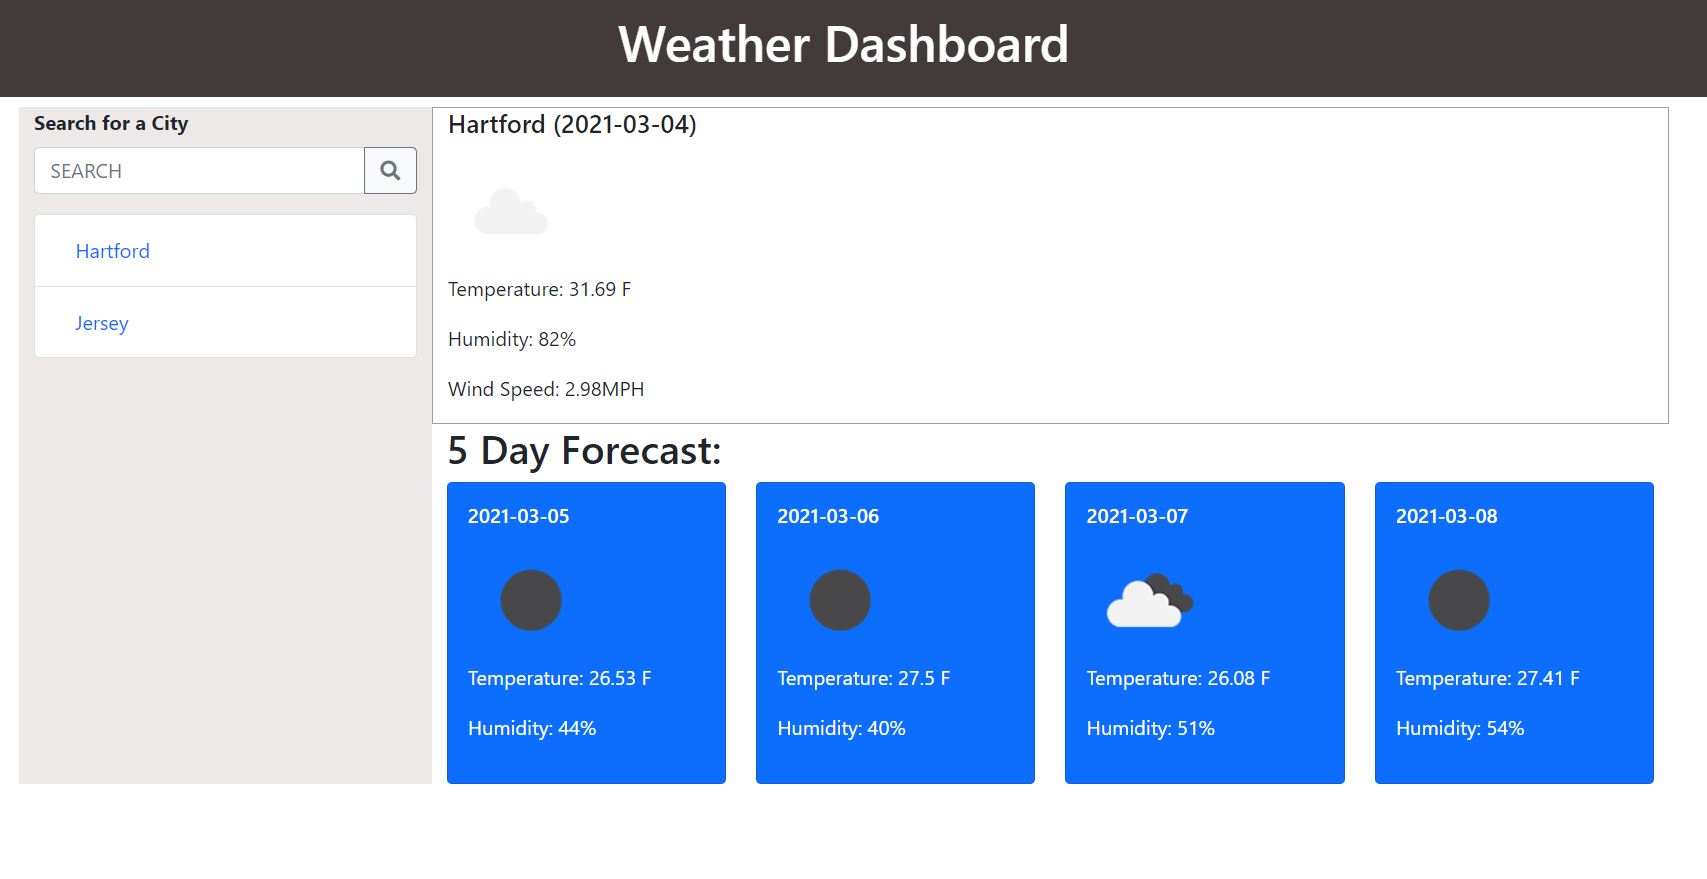 Weather Dashboard
Search for a City
SEARCH
Hartford
Jersey
Hartford (2021-03-04)
Temperature: 31.69 F
Humidity: 82%
Wind Speed: 2.98MPH
5 Day Forecast:
2021-03-05
Temperature: 26.53 F
Humidity: 44%
2021-03-06
Temperature: 27.5 F
Humidity: 40%
2021-03-07
Temperature: 26.08 F
Humidity: 51%
2021-03-08
Temperature: 27.41 F
Humidity: 54%